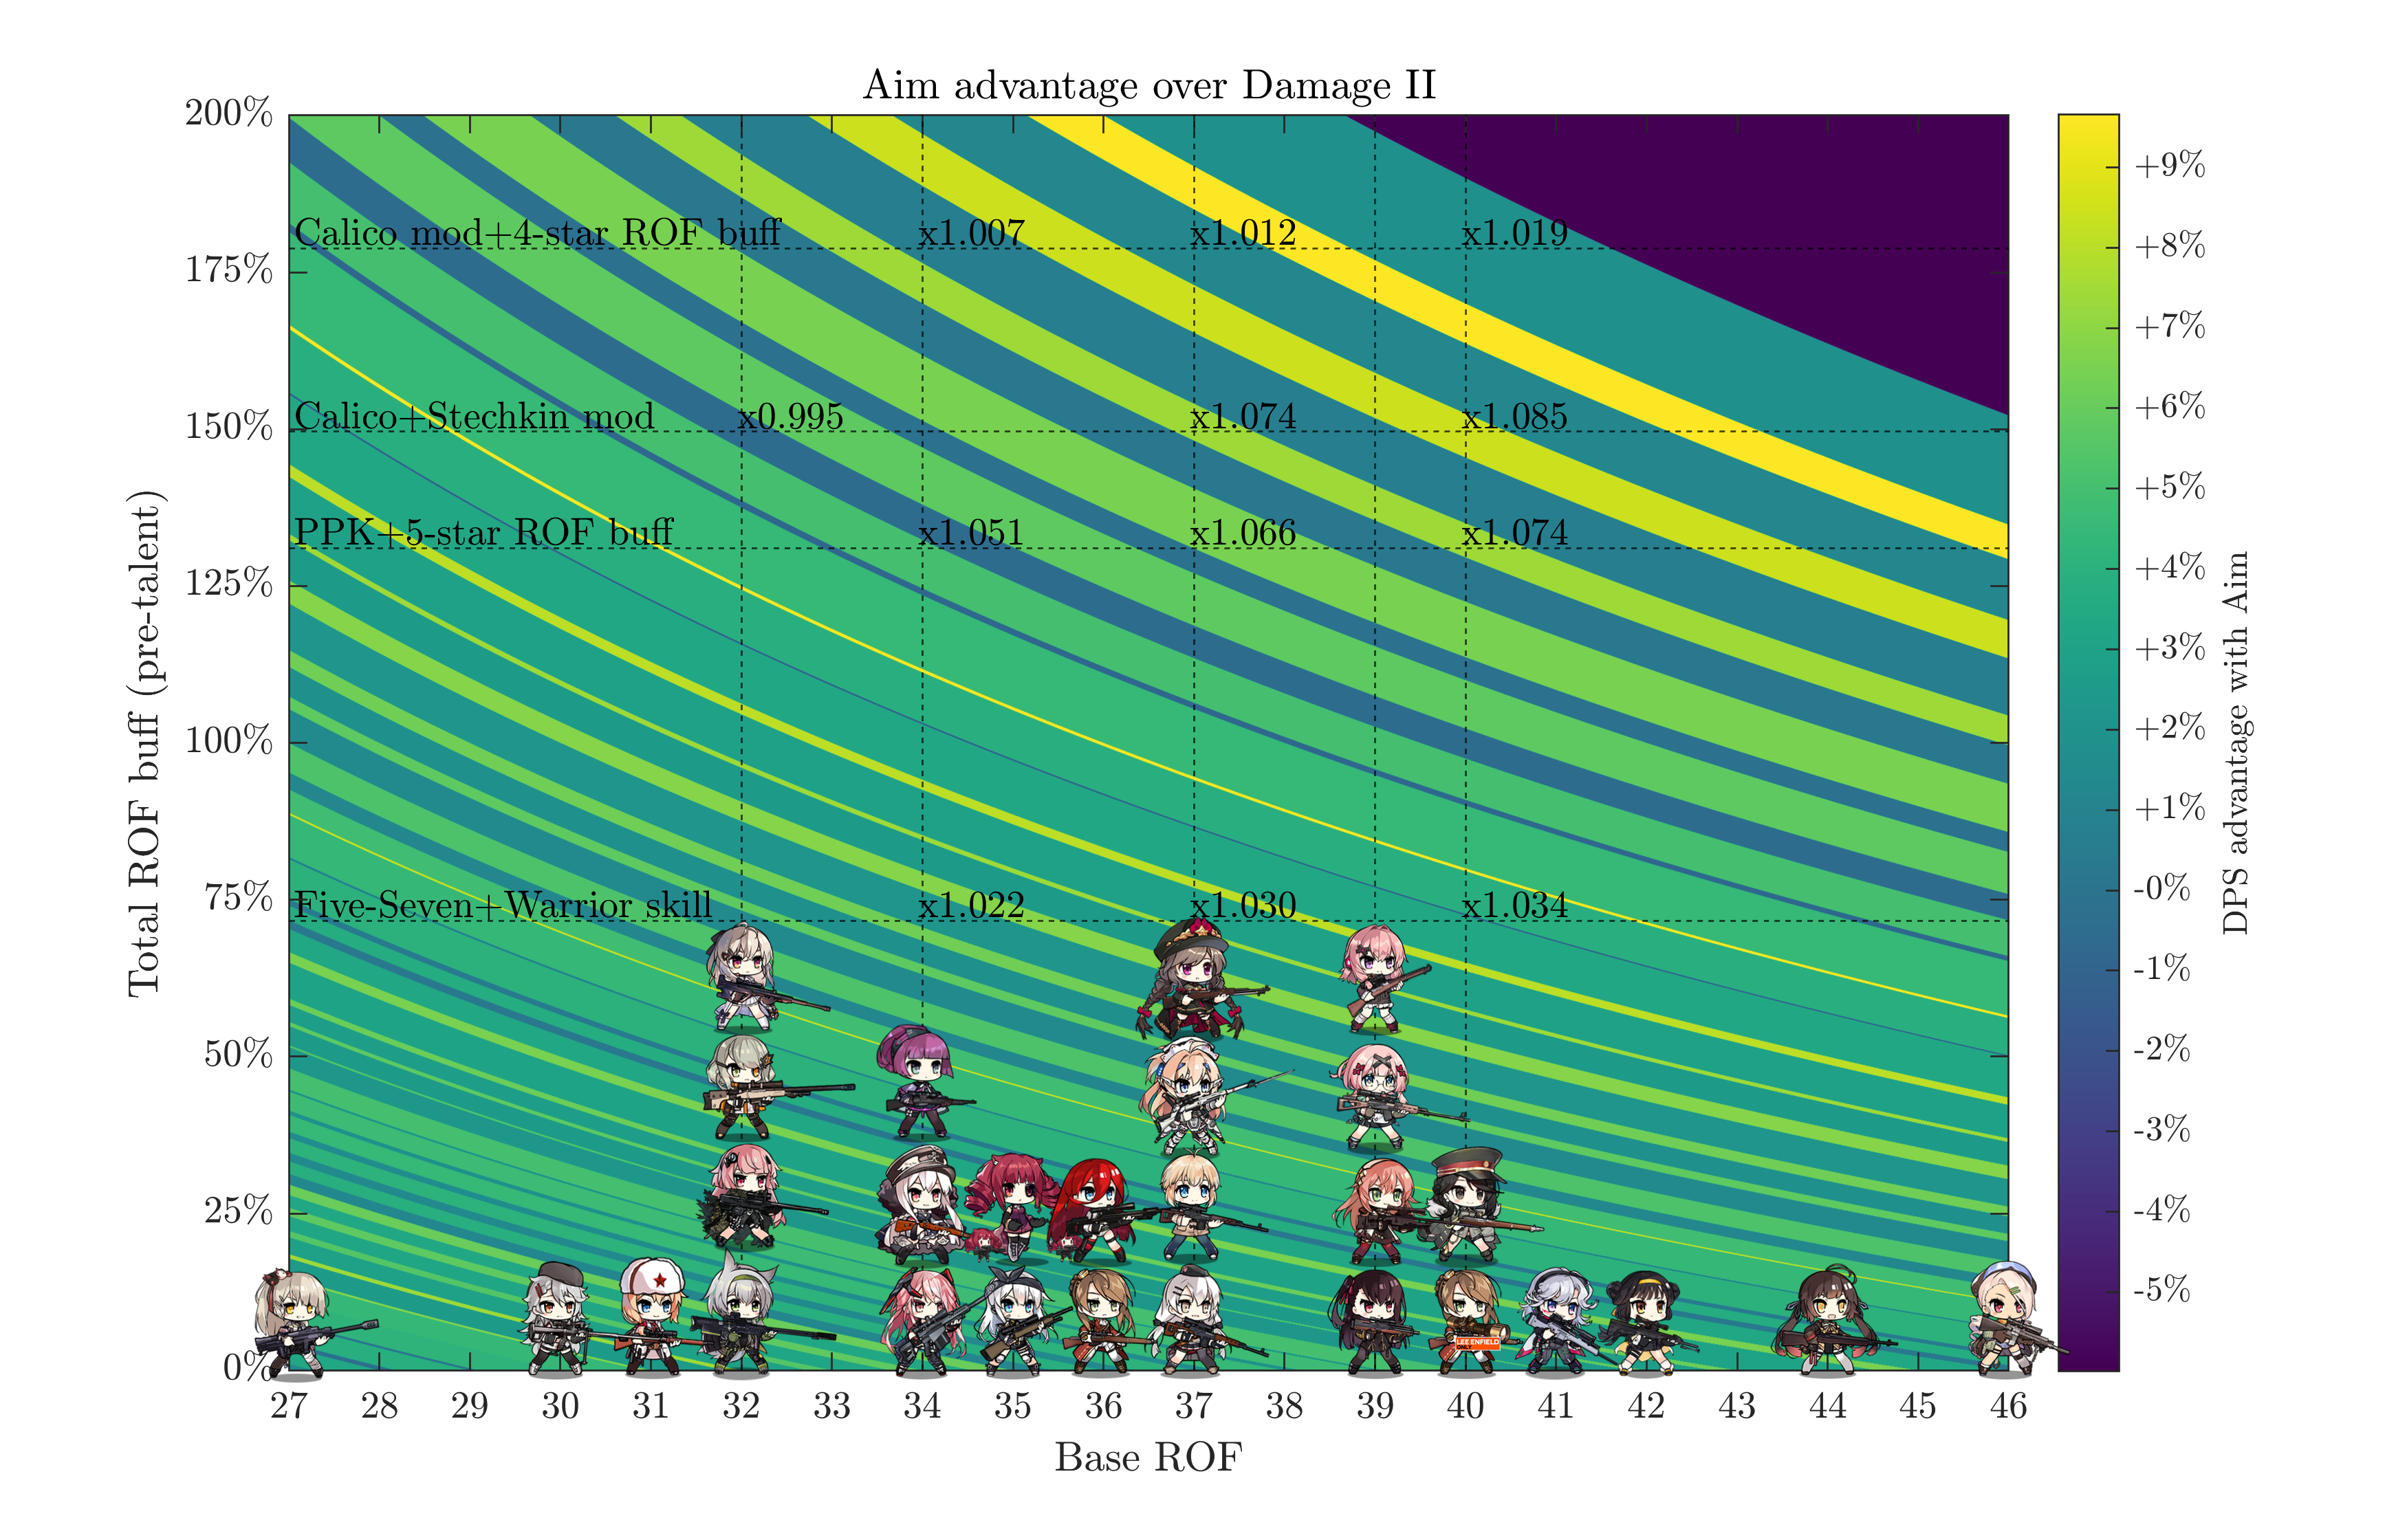 Aim advantage over Damage II
200%
175%
150%
125%
100%
75%
50%
25%
0%
Total ROF buff (pre-talent)
Calico mod+4-star ROF buff x1.007 x1.012 x1.019
Calico+Stechkin mod x0.995 x1.074 x1.085
PPK+5-star ROF buff x1.051 x1.066 x1.074
Five-Seven+Warrior skill x1.022 x1.030 x1.034
LEE ENFIELD
ONLY
27 28 29 30 31 32 33 34 35 36 37 38 39 40 41 42 43 44 45 46
Base ROF
+9%
+8%
+7%
+6%
+5%
+4%
+3%
+2%
+1%
-0%
-1%
-2%
-3%
-4%
-5%
DPS advantage with Aim